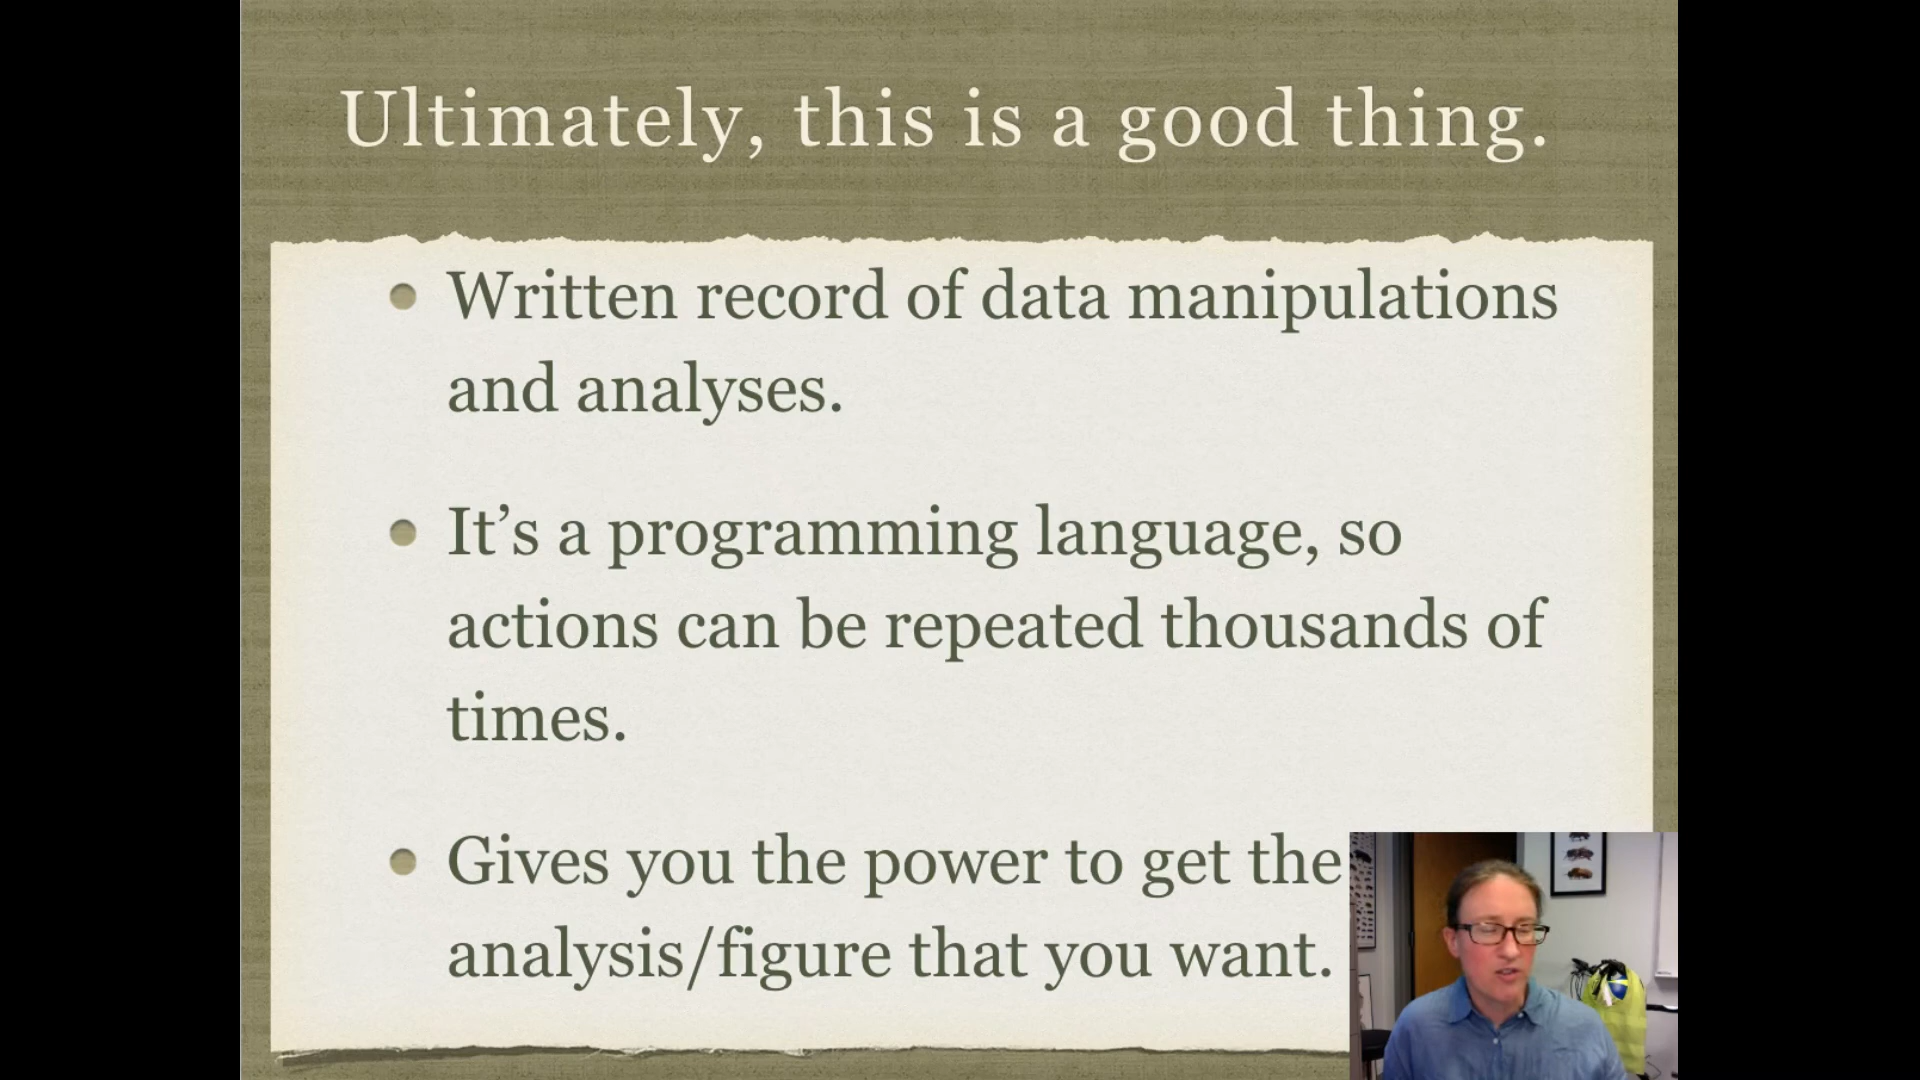 Ultimately, this is a good thing.
• Written record of data manipulations
and analyses.
• It’s a programming language, so
actions can be repeated thousands of
times.
• Gives you the power to get the
analysis/figure that you want.